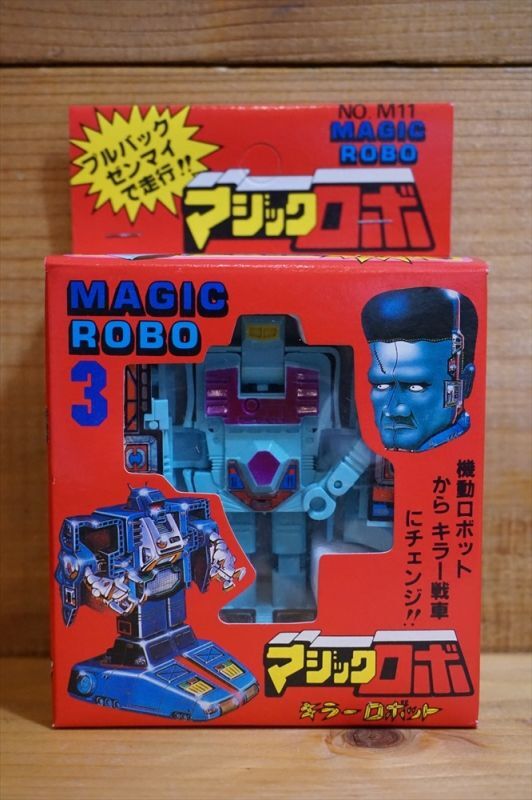 NO. M11
MAGIC
ROBO
プルバック
ゼンマイ
で走行!!
マジックロボ
MAGIC
ROBO
3
機動ロボット
から キラー戦車
にチェンジ!!
マジックロボ
キラーロボット